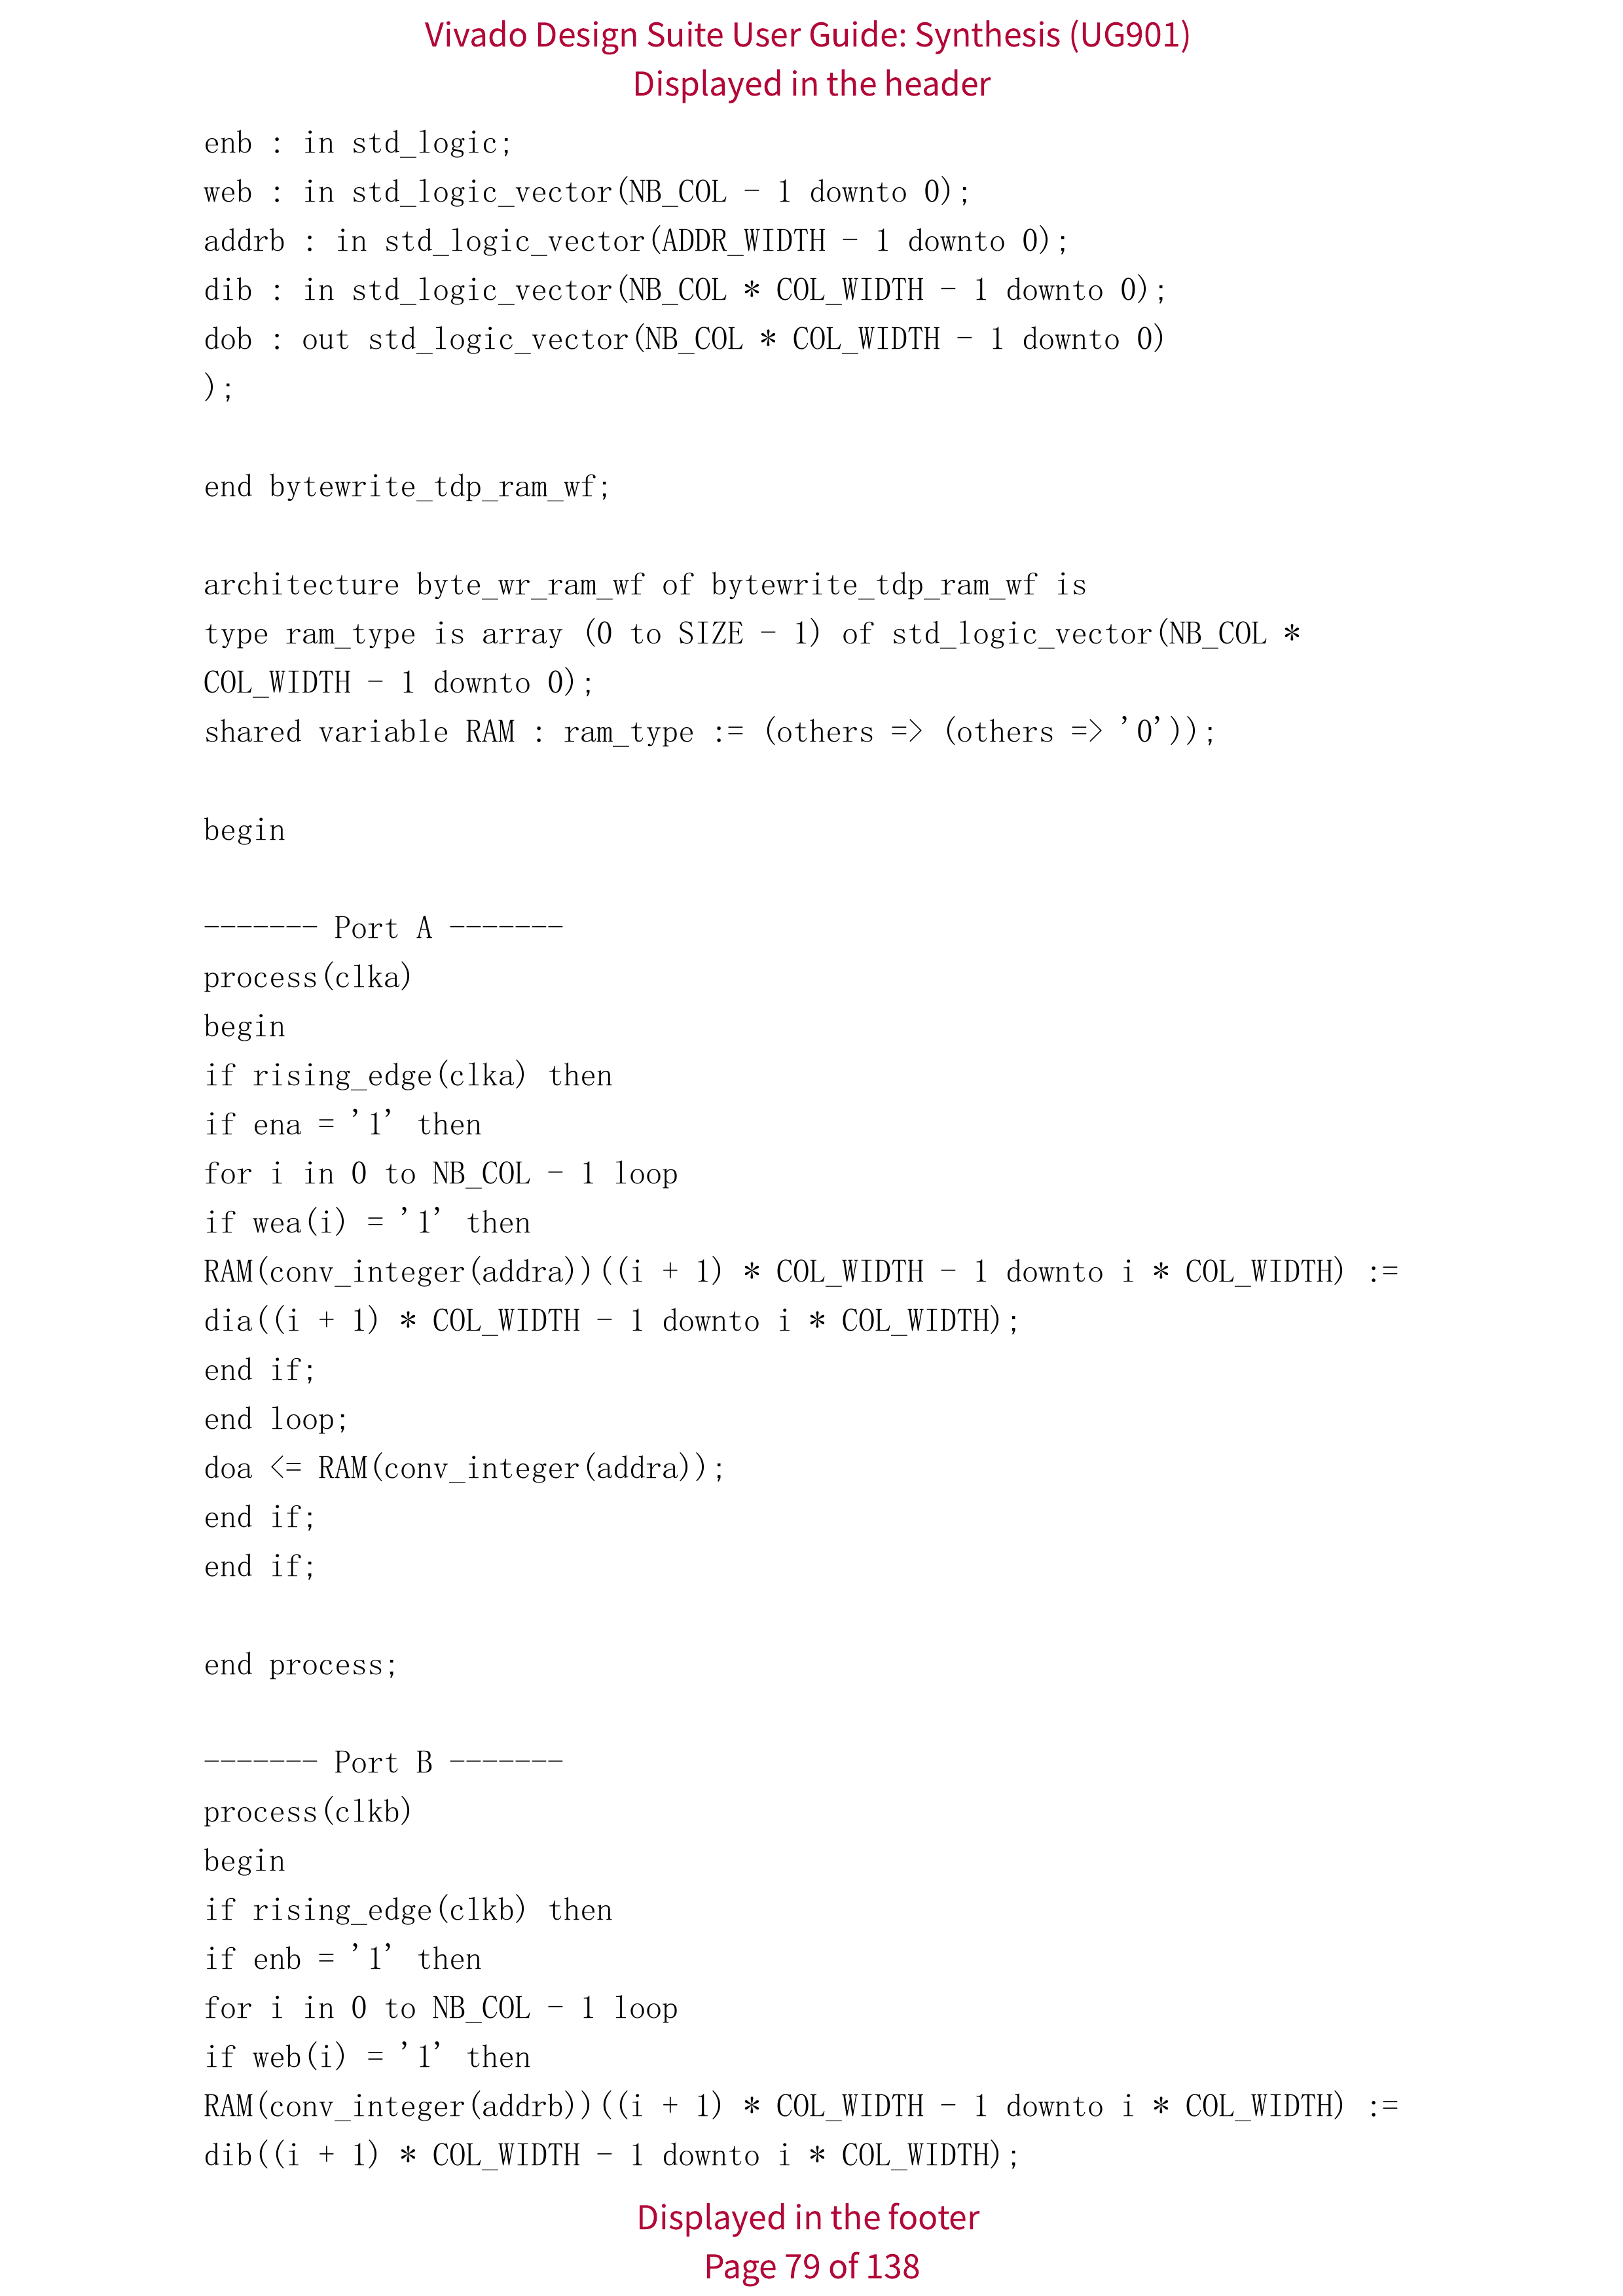 Vivado Design Suite User Guide: Synthesis (UG901)
Displayed in the header
enb : in std_logic;
web : in std_logic_vector(NB_COL - 1 downto 0);
addrb : in std_logic_vector(ADDR_WIDTH - 1 downto 0);
dib : in std_logic_vector(NB_COL * COL_WIDTH - 1 downto 0);
dob : out std_logic_vector(NB_COL * COL_WIDTH - 1 downto 0)
);
end bytewrite_tdp_ram_wf;
architecture byte_wr_ram_wf of bytewrite_tdp_ram_wf is
type ram_type is array (0 to SIZE - 1) of std_logic_vector(NB_COL *
COL_WIDTH - 1 downto 0);
shared variable RAM : ram_type := (others => (others => '0'));
begin
------- Port A -------
process(clka)
begin
if rising_edge(clka) then
if ena = '1' then
for i in 0 to NB_COL - 1 loop
if wea(i) = '1' then
RAM(conv_integer(addra))((i + 1) * COL_WIDTH - 1 downto i * COL_WIDTH) :=
dia((i + 1) * COL_WIDTH - 1 downto i * COL_WIDTH);
end if;
end loop;
doa <= RAM(conv_integer(addra));
end if;
end if;
end process;
------- Port B -------
process(clkb)
begin
if rising_edge(clkb) then
if enb = '1' then
for i in 0 to NB_COL - 1 loop
if web(i) = '1' then
RAM(conv_integer(addrb))((i + 1) * COL_WIDTH - 1 downto i * COL_WIDTH) :=
dib((i + 1) * COL_WIDTH - 1 downto i * COL_WIDTH);
Displayed in the footer
Page 79 of 138